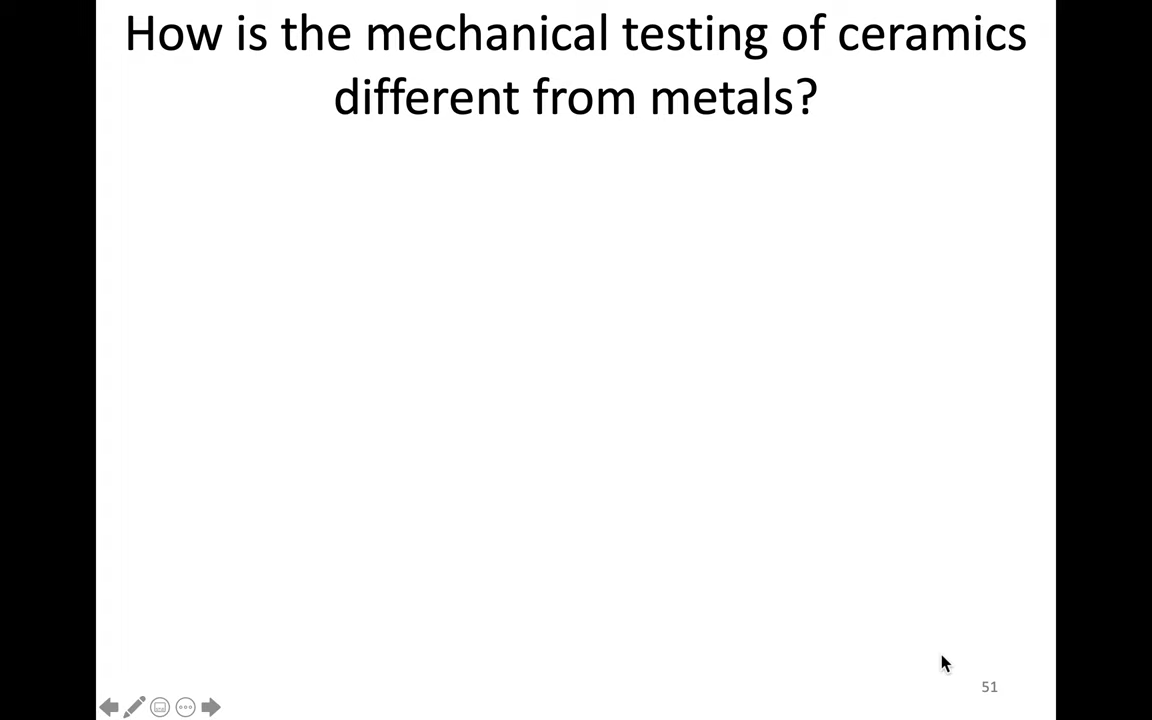 How is the mechanical testing of ceramics
different from metals?
51